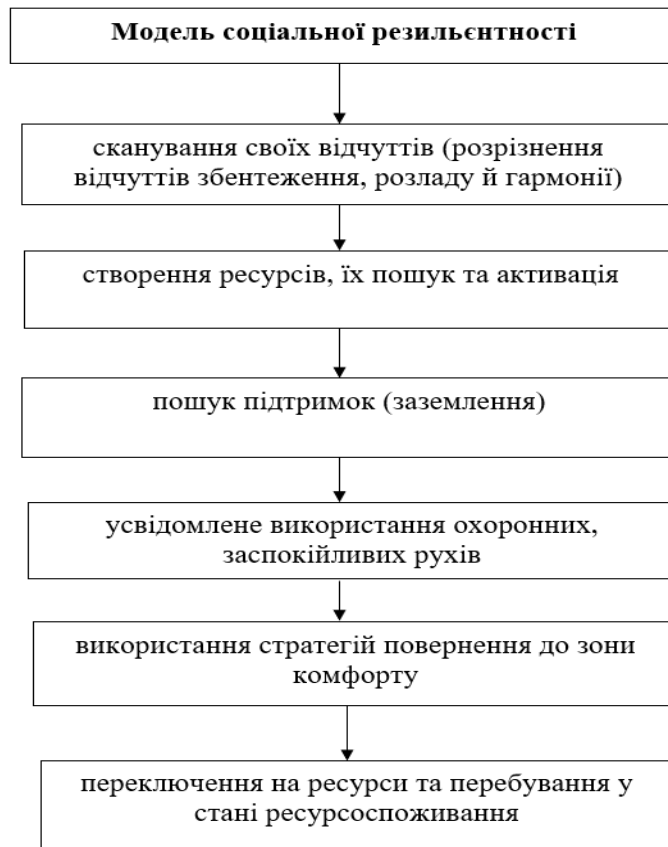 Модель соціальної резильєнтності
сканування своїх відчуттів (розрізнення
відчуттів збентеження, розладу й гармонії)
створення ресурсів, їх пошук та активація
пошук підтримок (заземлення)
усвідомлене використання охоронних,
заспокійливих рухів
використання стратегій повернення до зони
комфорту
переключення на ресурси та перебування у
стані ресурсоспоживання